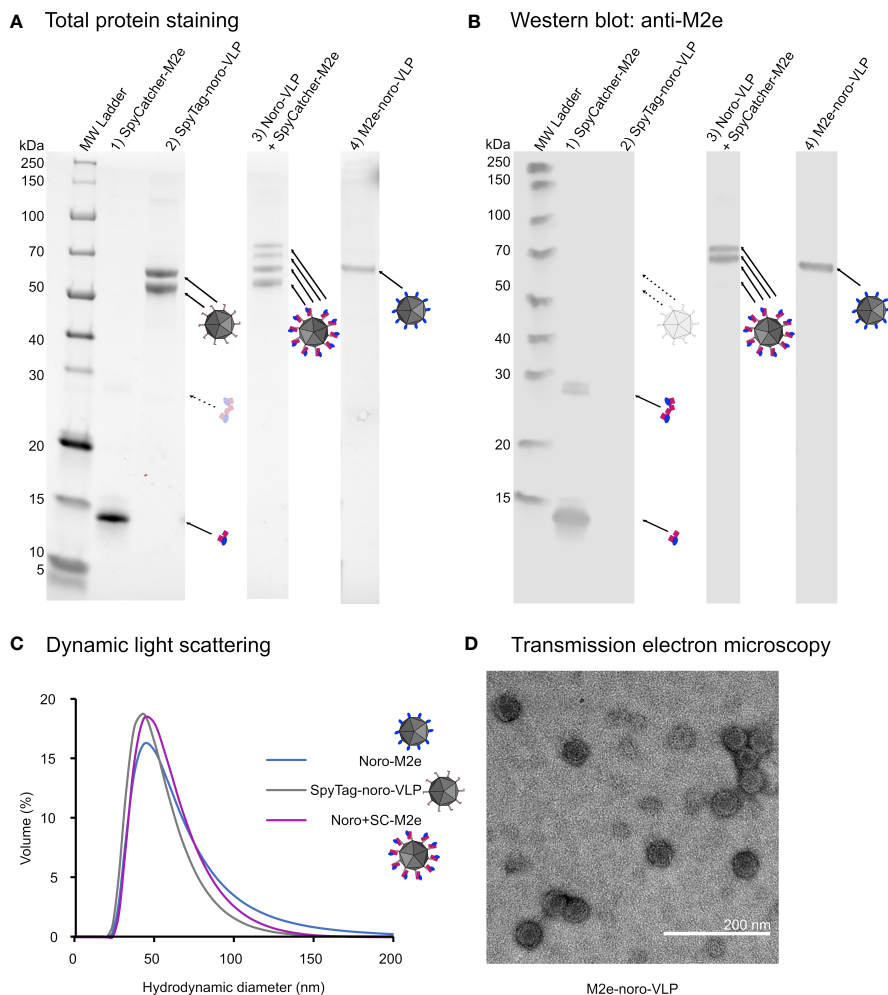 A Total protein staining
MW Ladder
1) SpyCatcher-M2e
2) SpyTag-noro-VLP
3) Noro-VLP
+ SpyCatcher-M2e
4) M2e-noro-VLP
kDa
250
150
100
70
50
40
30
20
15
10
5
B Western blot: anti-M2e
MW Ladder
1) SpyCatcher-M2e
2) SpyTag-noro-VLP
3) Noro-VLP
+ SpyCatcher-M2e
4) M2e-noro-VLP
kDa
250
150
100
70
50
40
30
20
15
C Dynamic light scattering
Volume (%)
20
15
10
5
0
0 50 100 150 200
Hydrodynamic diameter (nm)
Noro-M2e
SpyTag-noro-VLP
Noro+SC-M2e
D Transmission electron microscopy
200 nm
M2e-noro-VLP